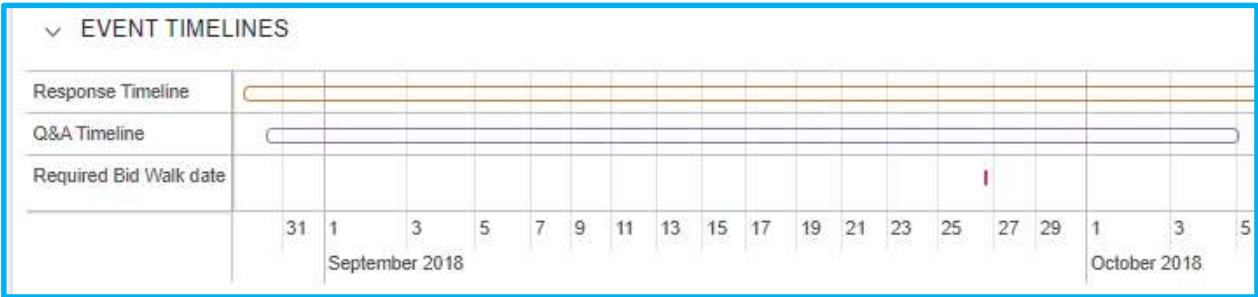 EVENT TIMELINES
Response Timeline
Q&A Timeline
Required Bid Walk date
31 1 3 5 7 9 11 13 15 17 19 21 23 25 27 29 1 3 5
September 2018 October 2018